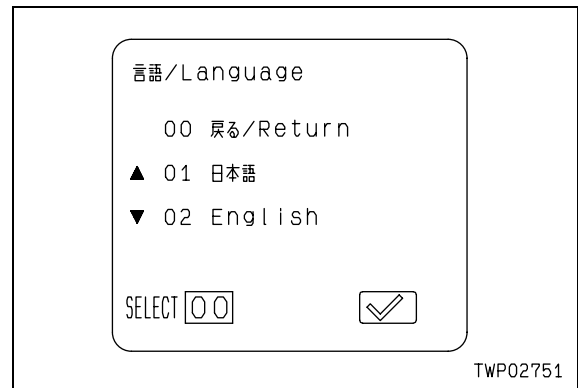 言語/Language
00 戻る/Return
▲ 01 日本語
▼ 02 English
SELECT 00
TWP02751